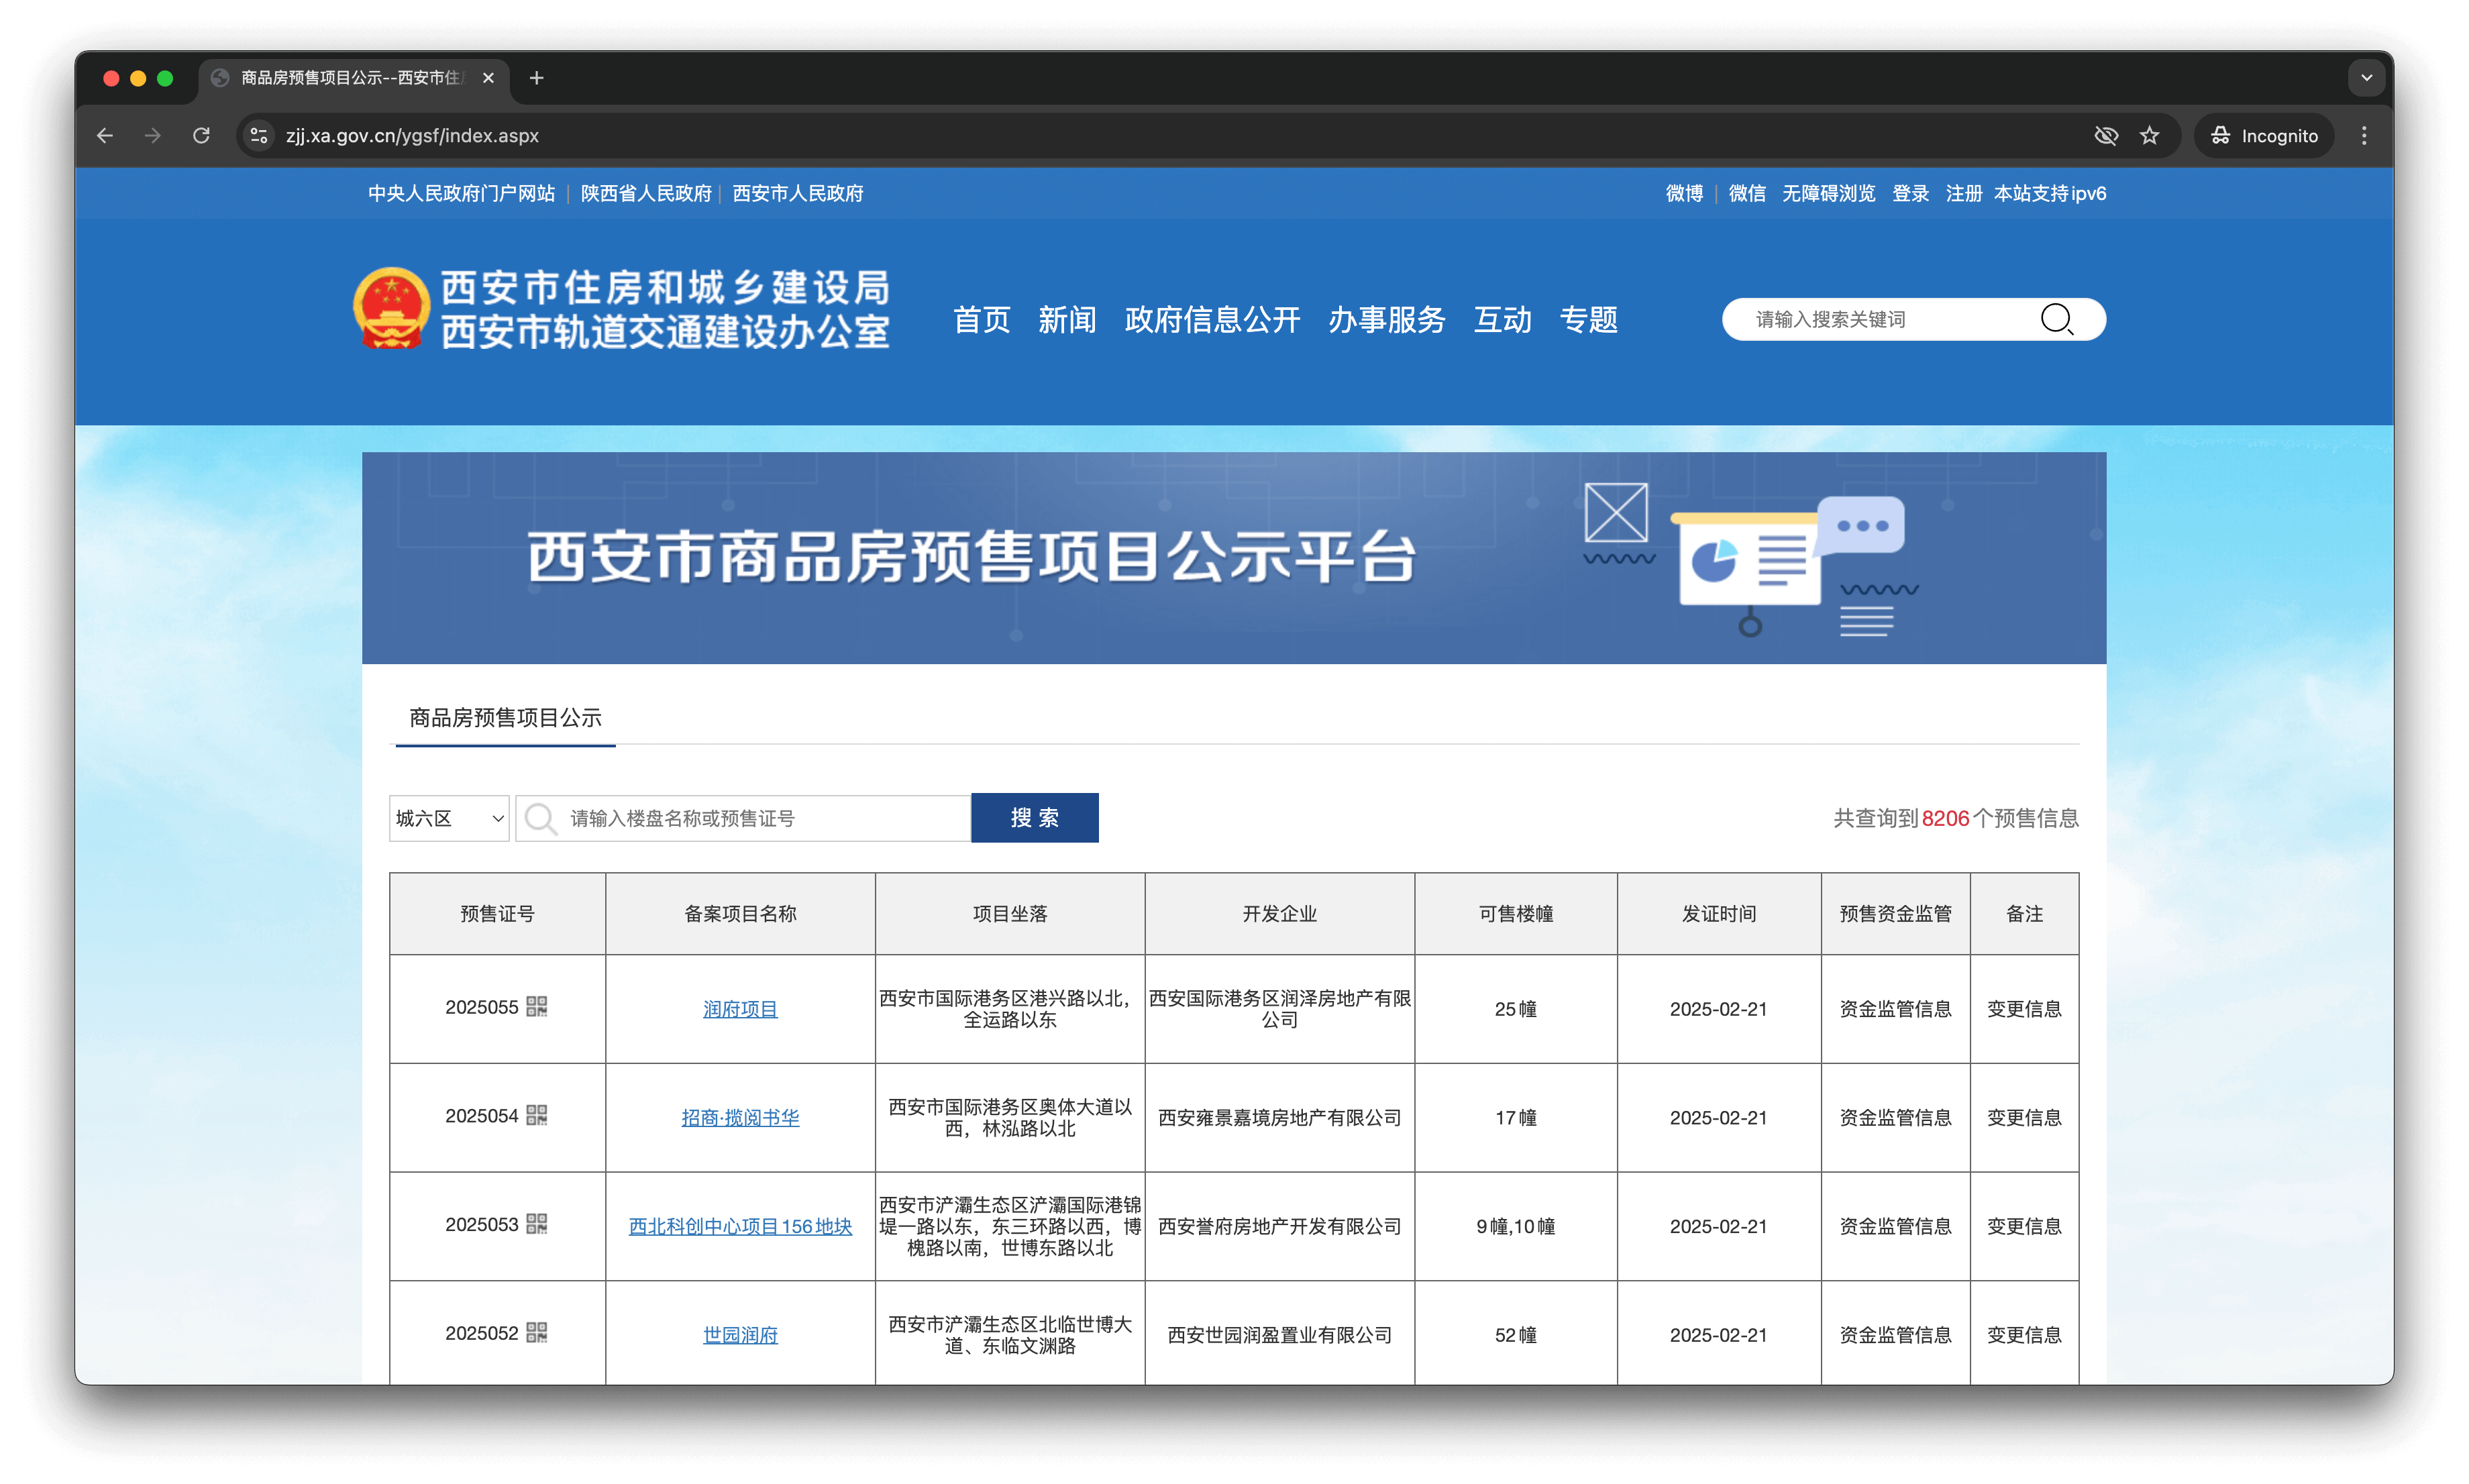 商品房预售项目公示--西安市住
zjj.xa.gov.cn/ygsf/index.aspx
Incognito
中央人民政府门户网站 | 陕西省人民政府 | 西安市人民政府
微博 | 微信 无障碍浏览 登录 注册 本站支持ipv6
西安市住房和城乡建设局
西安市轨道交通建设办公室
首页 新闻 政府信息公开 办事服务 互动 专题
请输入搜索关键词
西安市商品房预售项目公示平台
商品房预售项目公示
城六区 请输入楼盘名称或预售证号 搜 索 共查询到8206个预售信息
预售证号 备案项目名称 项目坐落 开发企业 可售楼幢 发证时间 预售资金监管 备注
2025055 润府项目
西安市国际港务区港兴路以北，
全运路以东
西安国际港务区润泽房地产有限
公司
25幢 2025-02-21 资金监管信息 变更信息
2025054 招商·揽阅书华
西安市国际港务区奥体大道以
西，林泓路以北
西安雍景嘉境房地产有限公司 17幢 2025-02-21 资金监管信息 变更信息
2025053 西北科创中心项目156地块
西安市浐灞生态区浐灞国际港锦
堤一路以东，东三环路以西，博
槐路以南，世博东路以北
西安誉府房地产开发有限公司 9幢,10幢 2025-02-21 资金监管信息 变更信息
2025052 世园润府
西安市浐灞生态区北临世博大
道、东临文渊路
西安世园润盈置业有限公司 52幢 2025-02-21 资金监管信息 变更信息